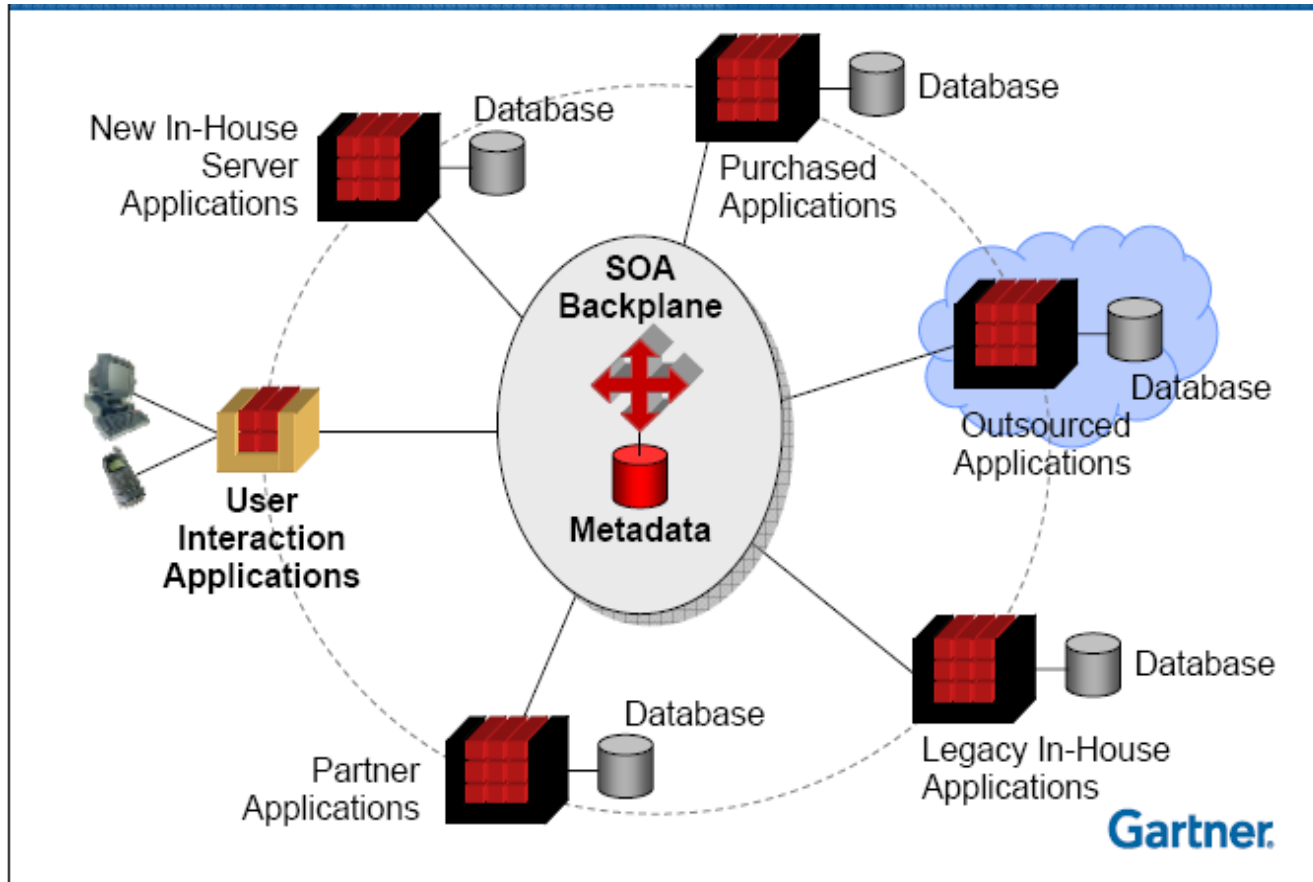 New In-House
Server
Applications
Database
Database
Purchased
Applications
SOA
Backplane
Metadata
Database
Outsourced
Applications
User
Interaction
Applications
Database
Legacy In-House
Applications
Database
Partner
Applications
Gartner.